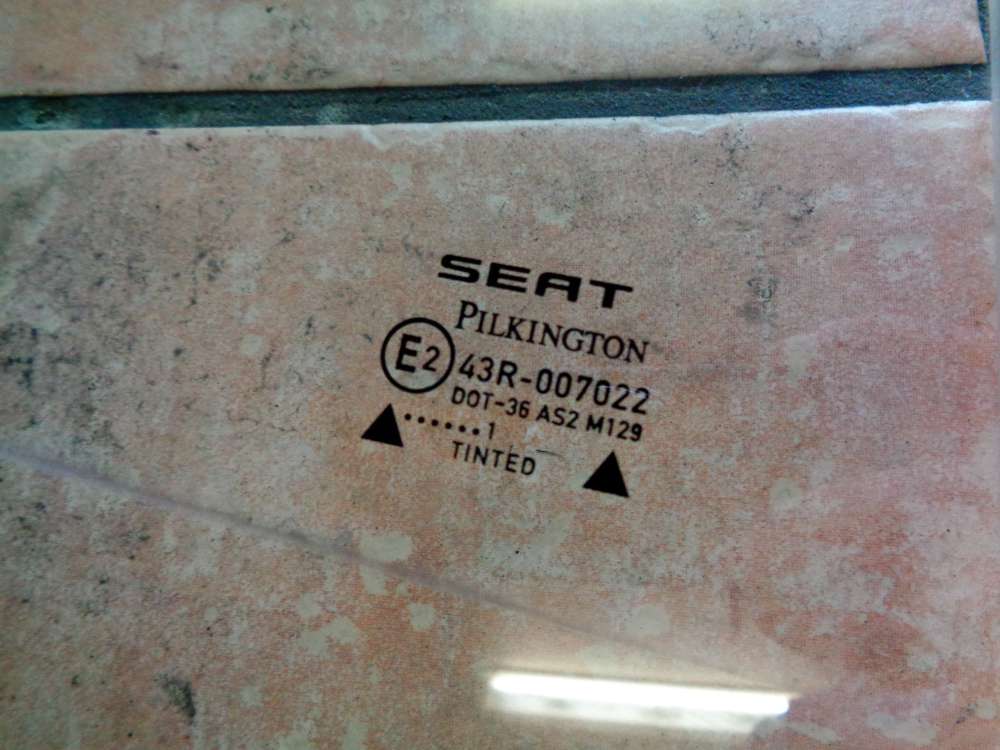 SEAT
PILKINGTON
E2 43R-007022
DOT-36 AS2 M129
▲ ······1
TINTED ▲